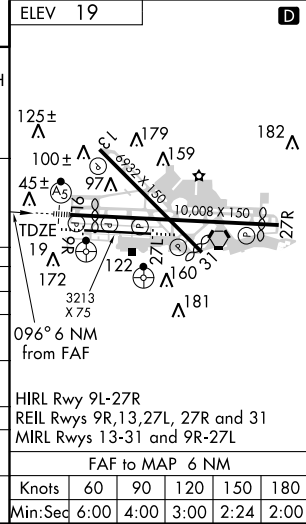 ELEV 19
D
125±
179
182
100±
159
13
P
6932 X 150
45±
97
A5
9L
10,008 X 150
27R
TDZE
19
9R
P
P
27L
P
31
P
172
122
160
3213
X 75
181
096° 6 NM
from FAF
HIRL Rwy 9L-27R
REIL Rwys 9R,13,27L, 27R and 31
MIRL Rwys 13-31 and 9R-27L
FAF to MAP 6 NM
Knots 60 90 120 150 180
Min:Sec 6:00 4:00 3:00 2:24 2:00